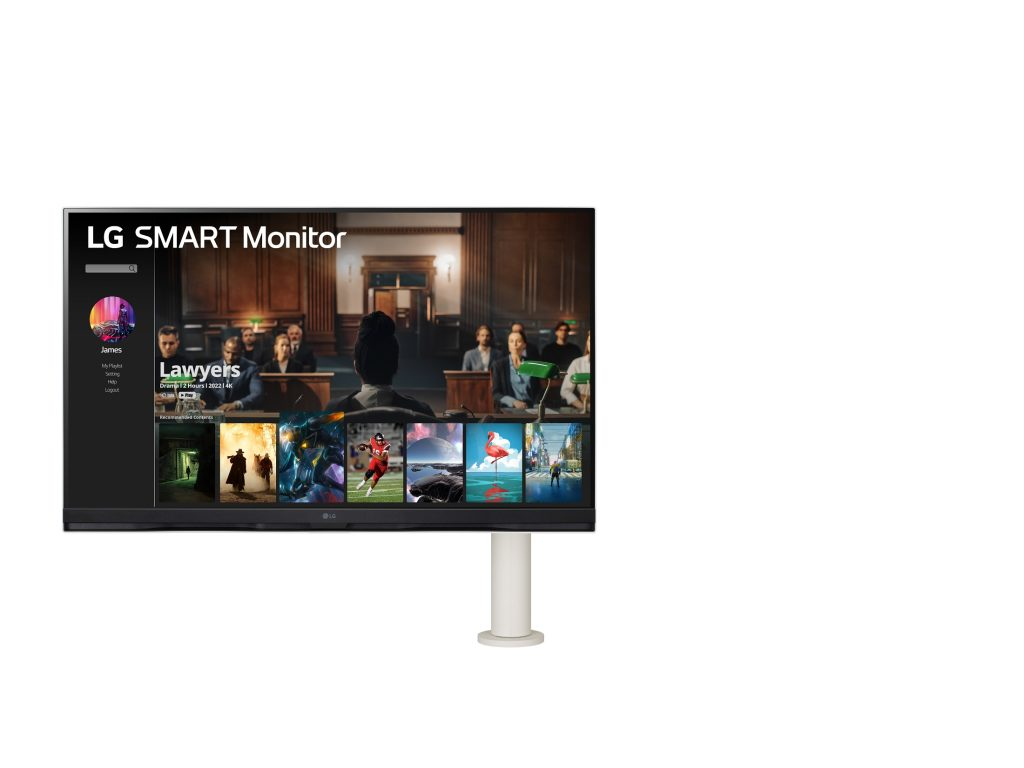 LG SMART Monitor
James
My Playlist
Setting
Help
Logout
Lawyers
Drama | 2 Hours | 2022 | 4K
Play
Recommended Contents
LG